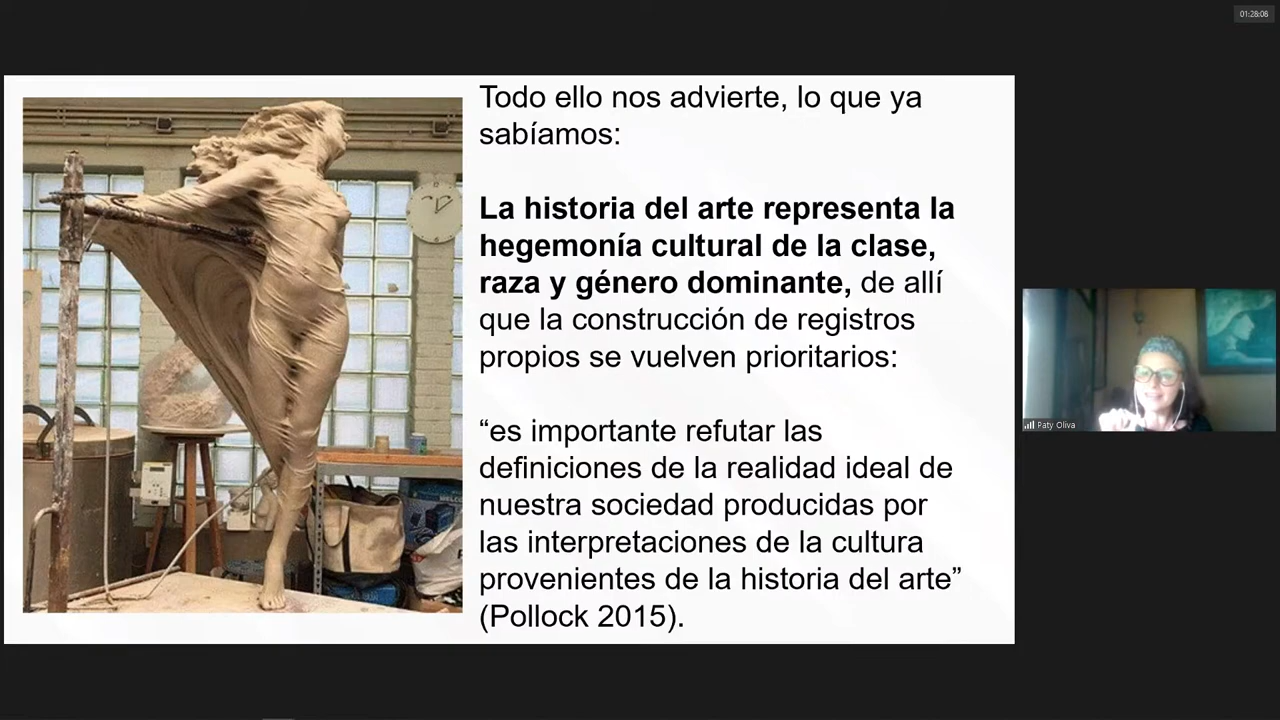 01:28:08
Todo ello nos advierte, lo que ya
sabíamos:
La historia del arte representa la
hegemonía cultural de la clase,
raza y género dominante, de allí
que la construcción de registros
propios se vuelven prioritarios:
“es importante refutar las
definiciones de la realidad ideal de
nuestra sociedad producidas por
las interpretaciones de la cultura
provenientes de la historia del arte”
(Pollock 2015).
Paty Oliva